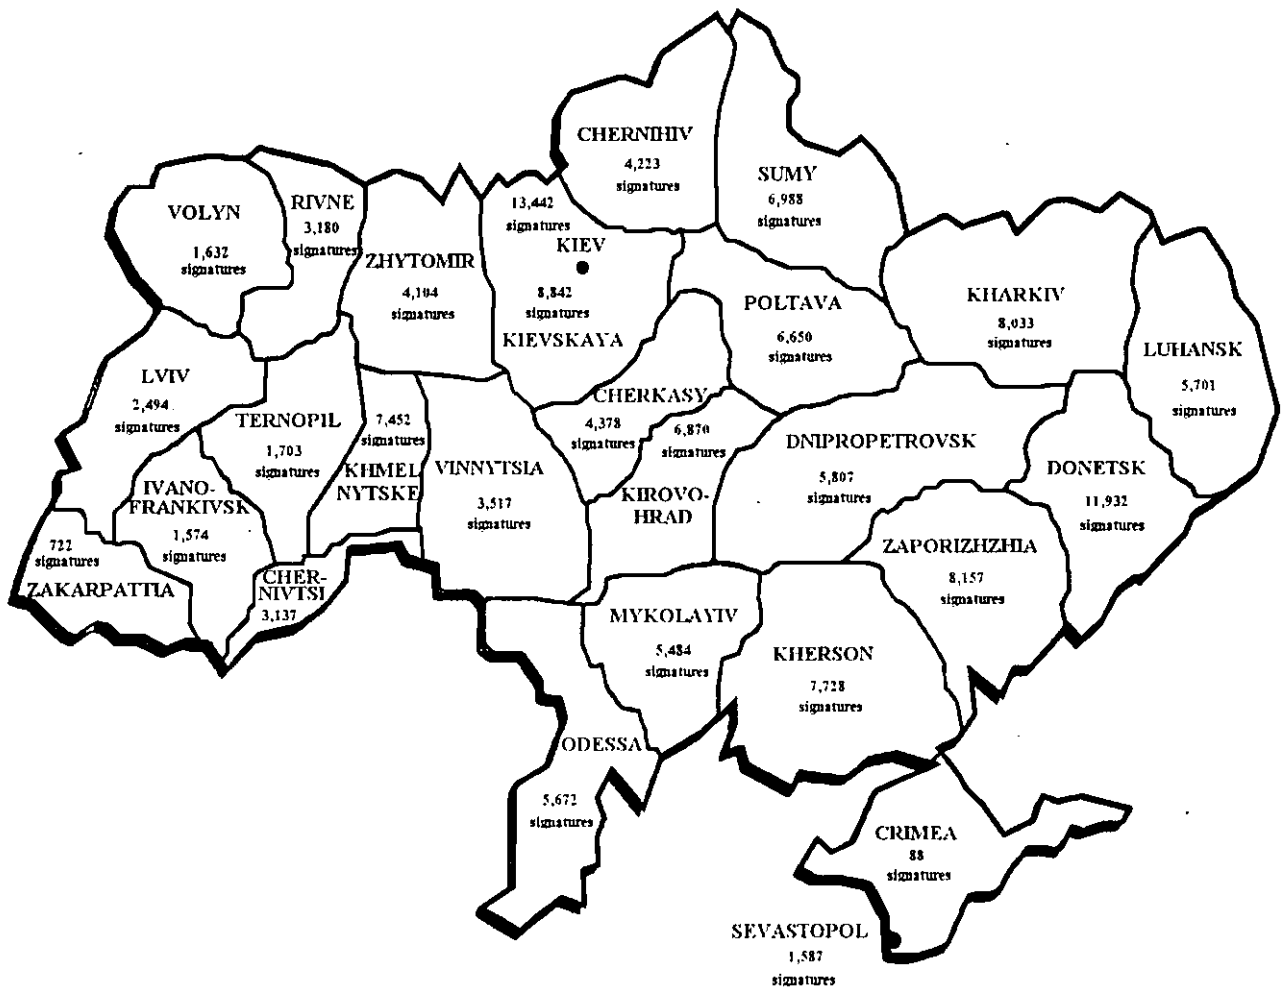 CHERNIHIV
4,223
signatures
SUMY
6,988
signatures
VOLYN
1,632
signatures
RIVNE
3,180
signatures
ZHYTOMIR
4,104
signatures
13,442
signatures
KIEV
8,842
signatures
KIEVSKAYA
POLTAVA
6,650
signatures
KHARKIV
8,033
signatures
LUHANSK
5,701
signatures
LVIV
2,494
signatures
TERNOPIL
1,703
signatures
7,452
signatures
KHMEL
NYTSKE
VINNYTSIA
3,517
signatures
CHERKASY
4,378
signatures
6,870
signatures
KIROVO-
HRAD
DNIPROPETROVSK
5,807
signatures
DONETSK
11,932
signatures
IVANO-
FRANKIVSK
1,574
signatures
722
signatures
ZAKARPATTIA
CHER-
NIVTSI
3,137
ZAPORIZHZHIA
8,157
signatures
MYKOLAYIV
5,484
signatures
KHERSON
7,728
signatures
ODESSA
5,672
signatures
CRIMEA
88
signatures
SEVASTOPOL
1,587
signatures